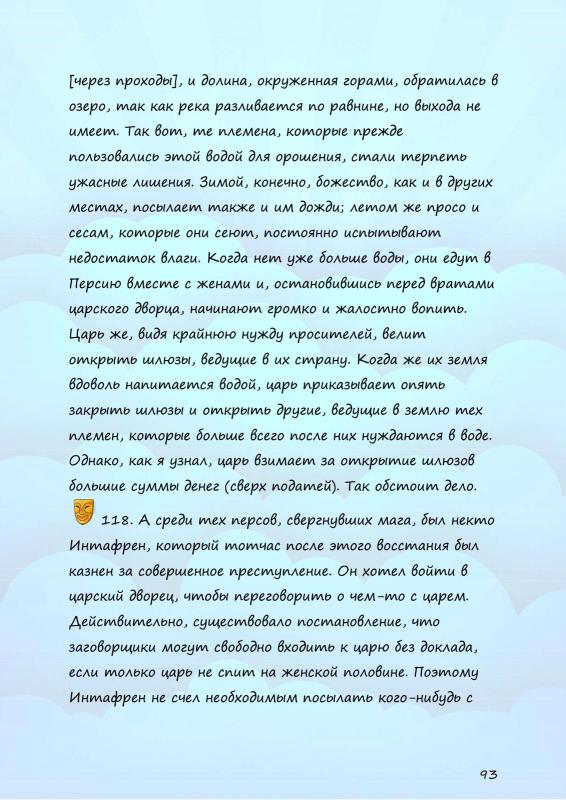 [через проходы], и долина, окруженная горами, обратилась в
озеро, так как река разливается по равнине, но выхода не
имеет. Так вот, те племена, которые прежде
пользовались этой водой для орошения, стали терпеть
ужасные лишения. Зимой, конечно, божество, как и в других
местах, посылает также и им дожди; летом же просо и
сесам, которые они сеют, постоянно испытывают
недостаток влаги. Когда нет уже больше воды, они едут в
Персию вместе с женами и, остановившись перед вратами
царского дворца, начинают громко и жалостно вопить.
Царь же, видя крайнюю нужду просителей, велит
открыть шлюзы, ведущие в их страну. Когда же их земля
вдоволь напитается водой, царь приказывает опять
закрыть шлюзы и открыть другие, ведущие в землю тех
племен, которые больше всего после них нуждаются в воде.
Однако, как я узнал, царь взимает за открытие шлюзов
большие суммы денег (сверх податей). Так обстоит дело.
118. А среди тех персов, свергнувших мага, был некто
Интафрен, который тотчас после этого восстания был
казнен за совершенное преступление. Он хотел войти в
царский дворец, чтобы переговорить о чем-то с царем.
Действительно, существовало постановление, что
заговорщики могут свободно входить к царю без доклада,
если только царь не спит на женской половине. Поэтому
Интафрен не счел необходимым посылать кого-нибудь с
93